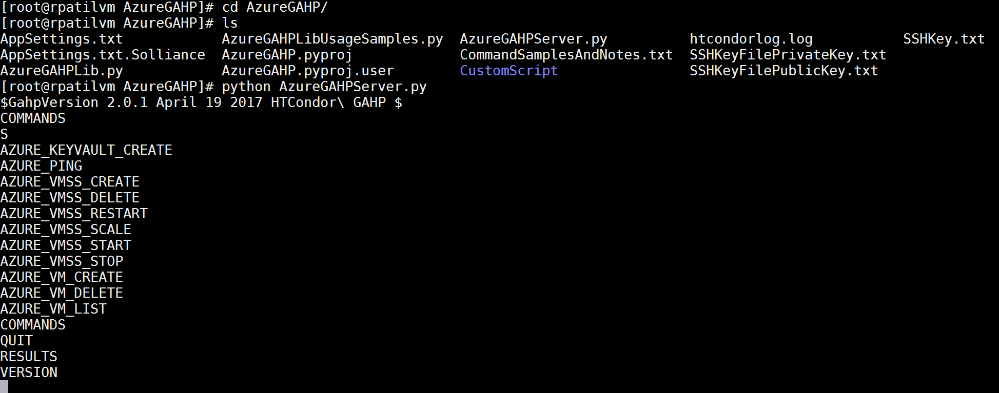 [root@rpatilvm AzureGAHP]# cd AzureGAHP/
[root@rpatilvm AzureGAHP]# ls
AppSettings.txt            AzureGAHPLibUsageSamples.py  AzureGAHPServer.py          htcondorlog.log           SSHKey.txt
AppSettings.txt.Solliance  AzureGAHP.pyproj             CommandSamplesAndNotes.txt  SSHKeyFilePrivateKey.txt
AzureGAHPLib.py            AzureGAHP.pyproj.user        CustomScript                SSHKeyFilePublicKey.txt
[root@rpatilvm AzureGAHP]# python AzureGAHPServer.py
$GahpVersion 2.0.1 April 19 2017 HTCondor\ GAHP $
COMMANDS
S
AZURE_KEYVAULT_CREATE
AZURE_PING
AZURE_VMSS_CREATE
AZURE_VMSS_DELETE
AZURE_VMSS_RESTART
AZURE_VMSS_SCALE
AZURE_VMSS_START
AZURE_VMSS_STOP
AZURE_VM_CREATE
AZURE_VM_DELETE
AZURE_VM_LIST
COMMANDS
QUIT
RESULTS
VERSION